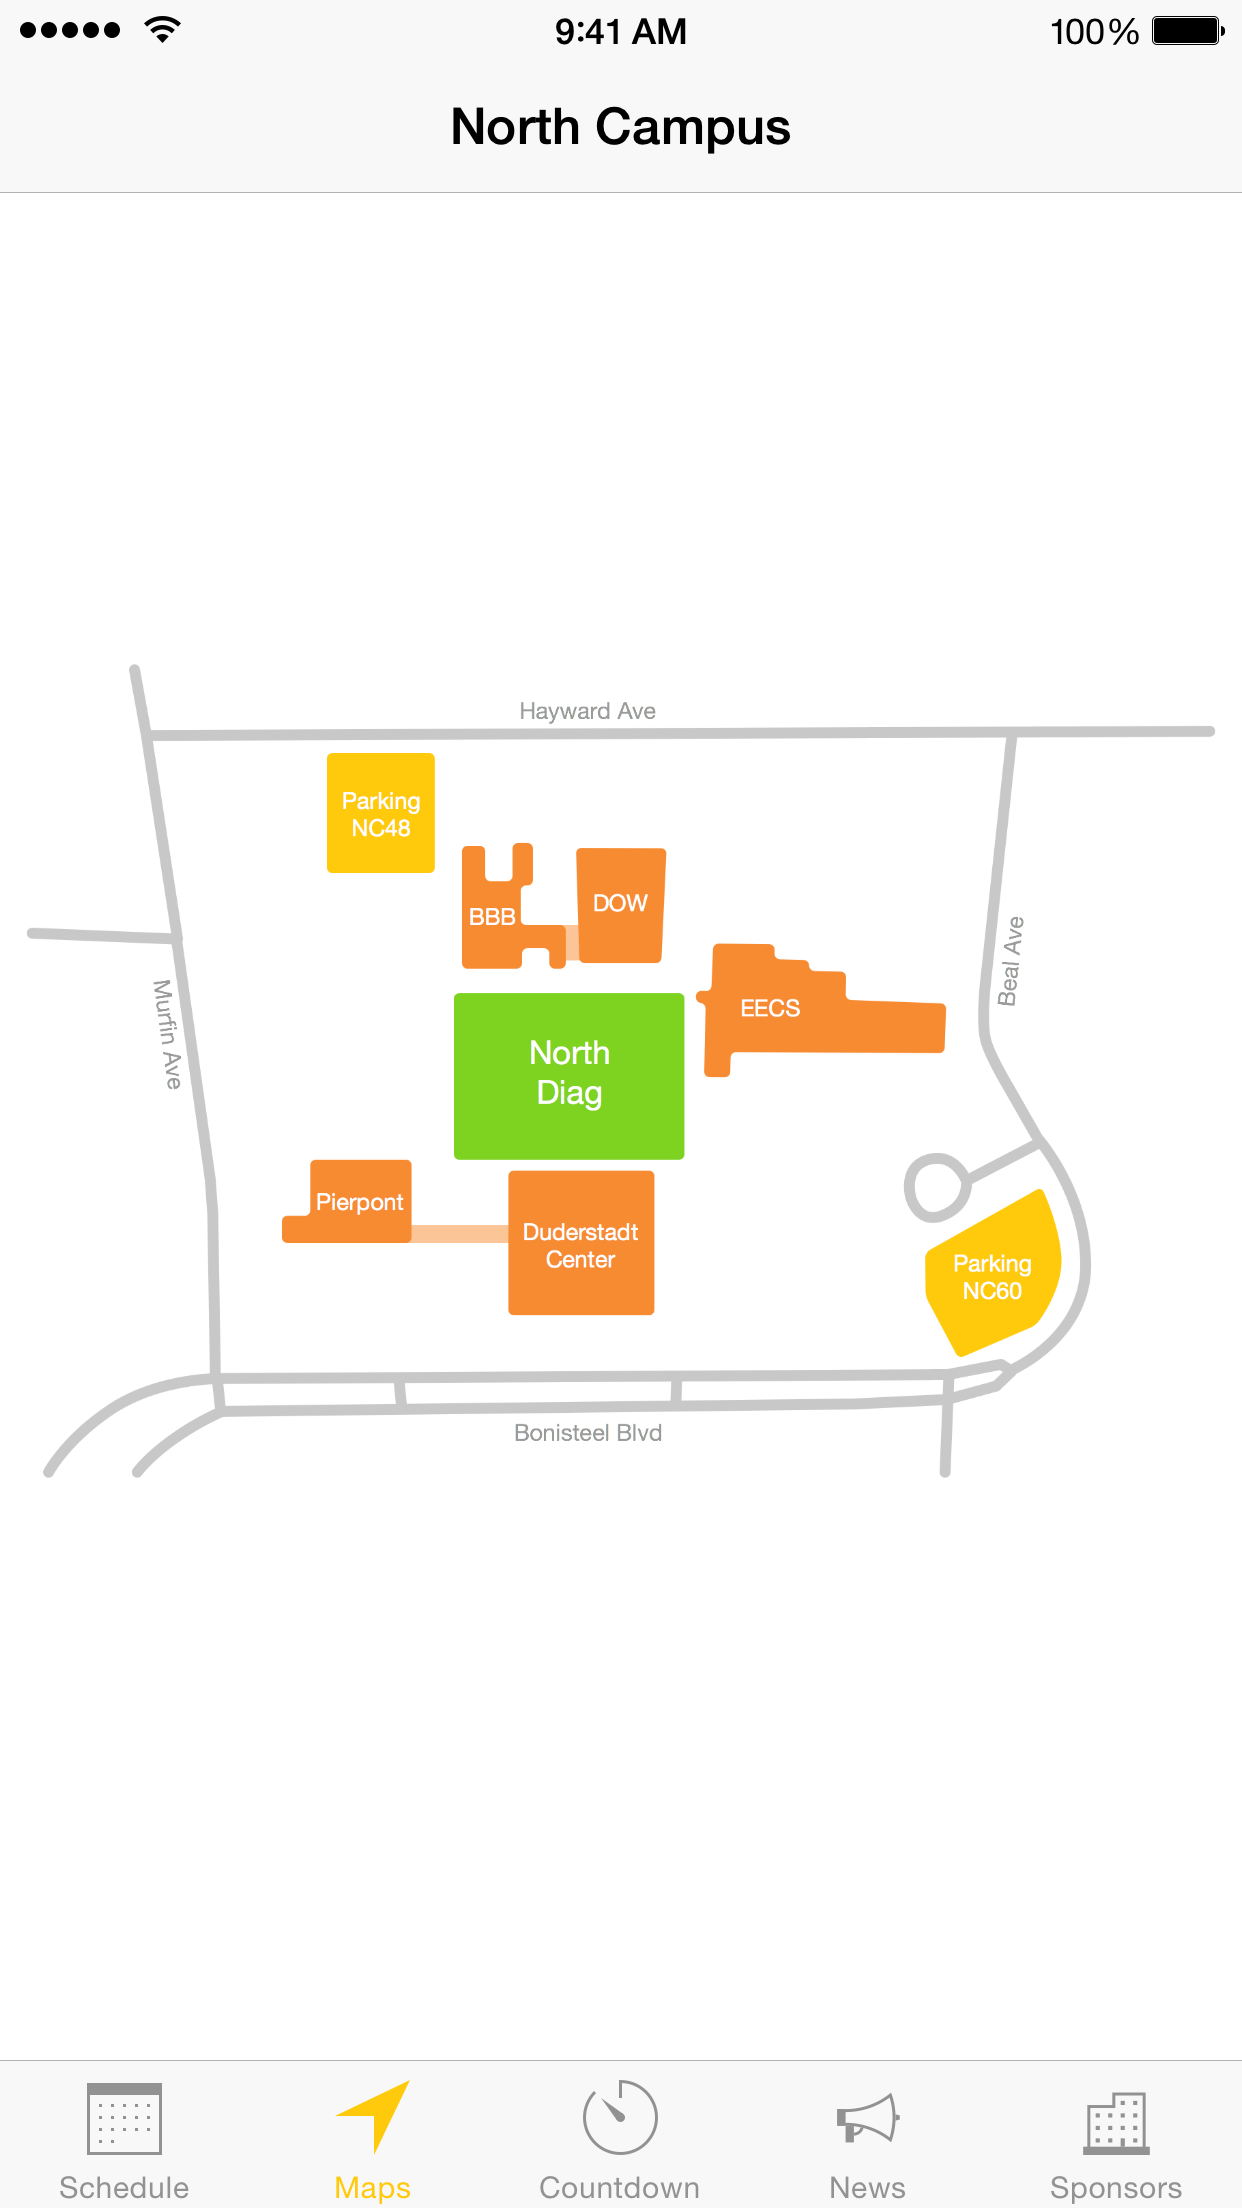 9:41 AM
100%
North Campus
Hayward Ave
Parking
NC48
BBB
DOW
EECS
Beal Ave
Murfin Ave
North
Diag
Pierpont
Duderstadt
Center
Parking
NC60
Bonisteel Blvd
Schedule
Maps
Countdown
News
Sponsors